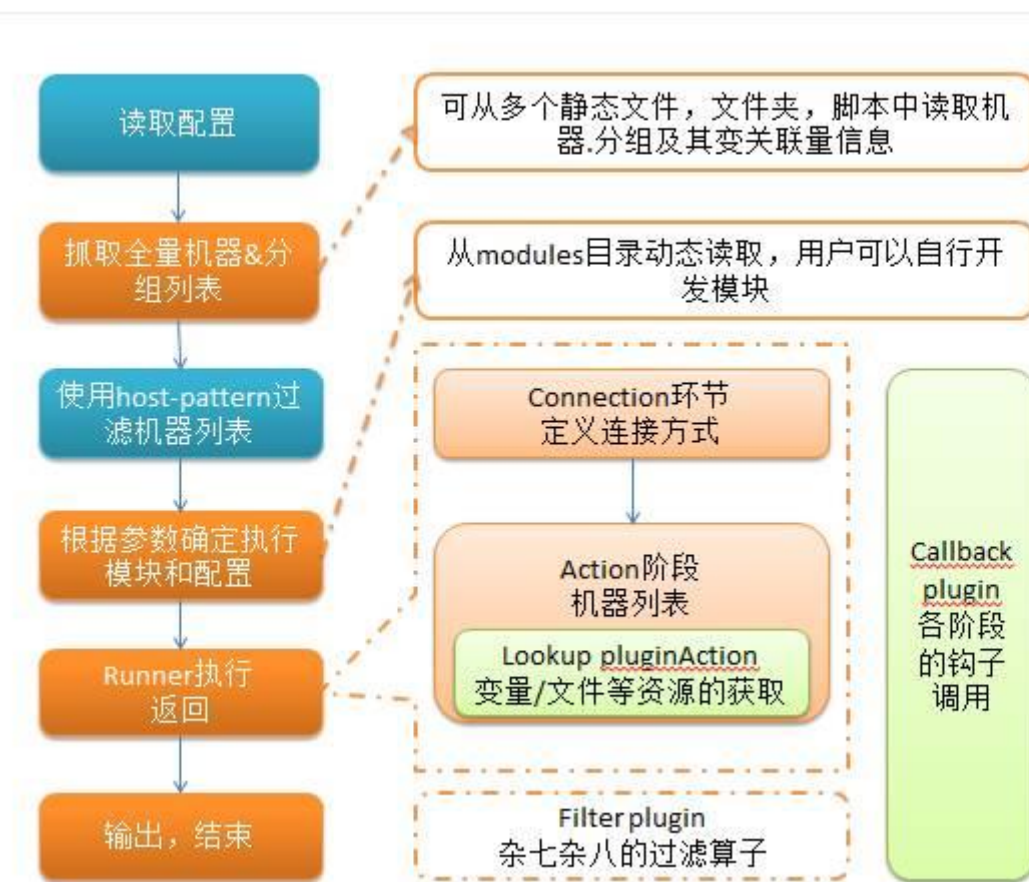 读取配置
抓取全量机器&分
组列表
使用host-pattern过
滤机器列表
根据参数确定执行
模块和配置
Runner执行
返回
输出，结束
可从多个静态文件，文件夹，脚本中读取机
器.分组及其变关联量信息
从modules目录动态读取，用户可以自行开
发模块
Connection环节
定义连接方式
Action阶段
机器列表
Lookup pluginAction
变量/文件等资源的获取
Filter plugin
杂七杂八的过滤算子
Callback
plugin
各阶段
的钩子
调用